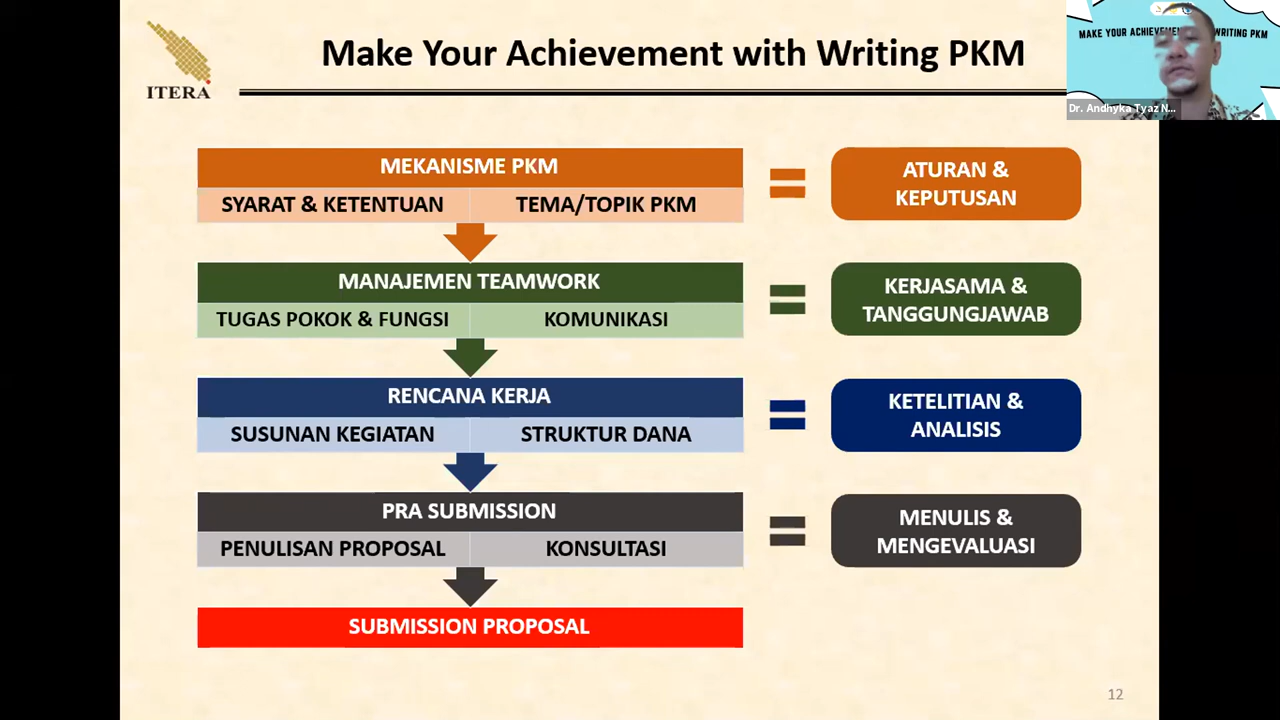 ITERA
Make Your Achievement with Writing PKM
MAKE YOUR ACHIEVEM WRITING PKM
Dr. Andhyka Tyaz N...
MEKANISME PKM
SYARAT & KETENTUAN
TEMA/TOPIK PKM
ATURAN &
KEPUTUSAN
MANAJEMEN TEAMWORK
TUGAS POKOK & FUNGSI
KOMUNIKASI
KERJASAMA &
TANGGUNGJAWAB
RENCANA KERJA
SUSUNAN KEGIATAN
STRUKTUR DANA
KETELITIAN &
ANALISIS
PRA SUBMISSION
PENULISAN PROPOSAL
KONSULTASI
MENULIS &
MENGEVALUASI
SUBMISSION PROPOSAL
12